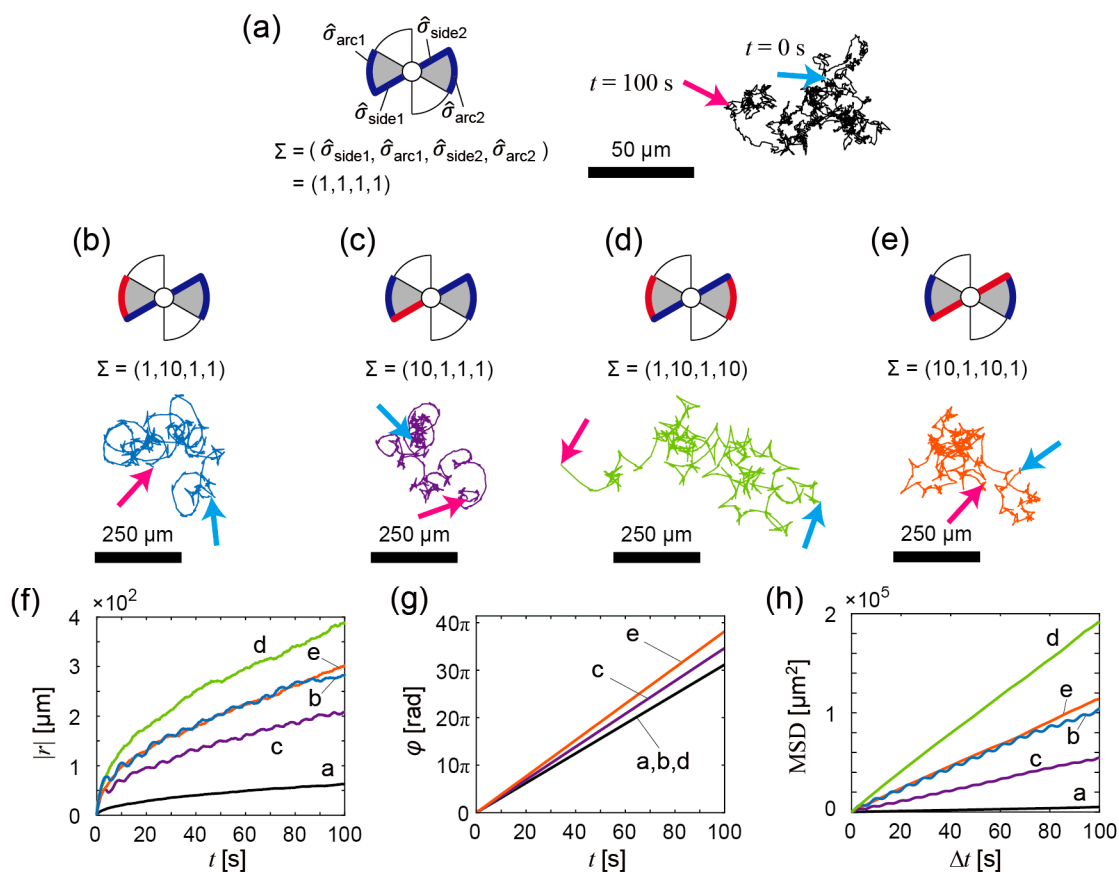 (a)
σ̂arc1
σ̂side2
σ̂side1
σ̂arc2
Σ = ( σ̂side1, σ̂arc1, σ̂side2, σ̂arc2 )
= (1,1,1,1)
t = 0 s
t = 100 s
50 μm
(b)
Σ = (1,10,1,1)
250 μm
(c)
Σ = (10,1,1,1)
250 μm
(d)
Σ = (1,10,1,10)
250 μm
(e)
Σ = (10,1,10,1)
250 μm
(f)
×10²
|r| [μm]
4
3
2
1
0
d
e
b
c
a
0 20 40 60 80 100
t [s]
(g)
φ [rad]
40π
30π
20π
10π
0
e
c
a,b,d
0 20 40 60 80 100
t [s]
(h)
×10⁵
MSD [μm²]
2
1
0
d
e
b
c
a
0 20 40 60 80 100
Δt [s]